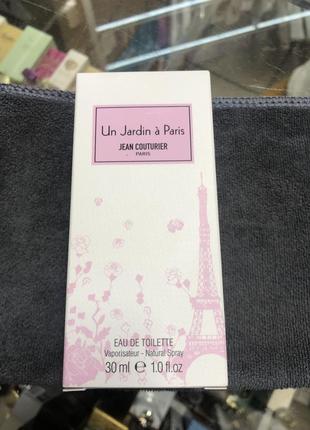 Un Jardin à Paris
JEAN COUTURIER
PARIS
EAU DE TOILETTE
Vaporisateur - Natural Spray
30 ml ℮ 1.0 fl.oz